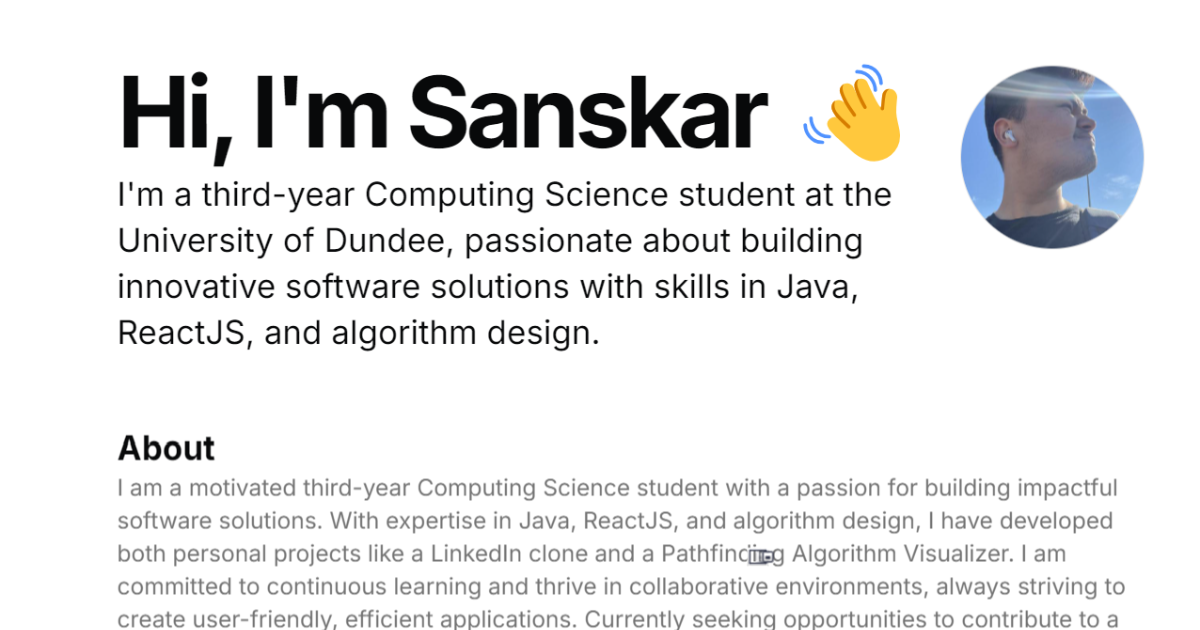 Hi, I'm Sanskar
I'm a third-year Computing Science student at the
University of Dundee, passionate about building
innovative software solutions with skills in Java,
ReactJS, and algorithm design.
About
I am a motivated third-year Computing Science student with a passion for building impactful
software solutions. With expertise in Java, ReactJS, and algorithm design, I have developed
both personal projects like a LinkedIn clone and a Pathfinding Algorithm Visualizer. I am
committed to continuous learning and thrive in collaborative environments, always striving to
create user-friendly, efficient applications. Currently seeking opportunities to contribute to a